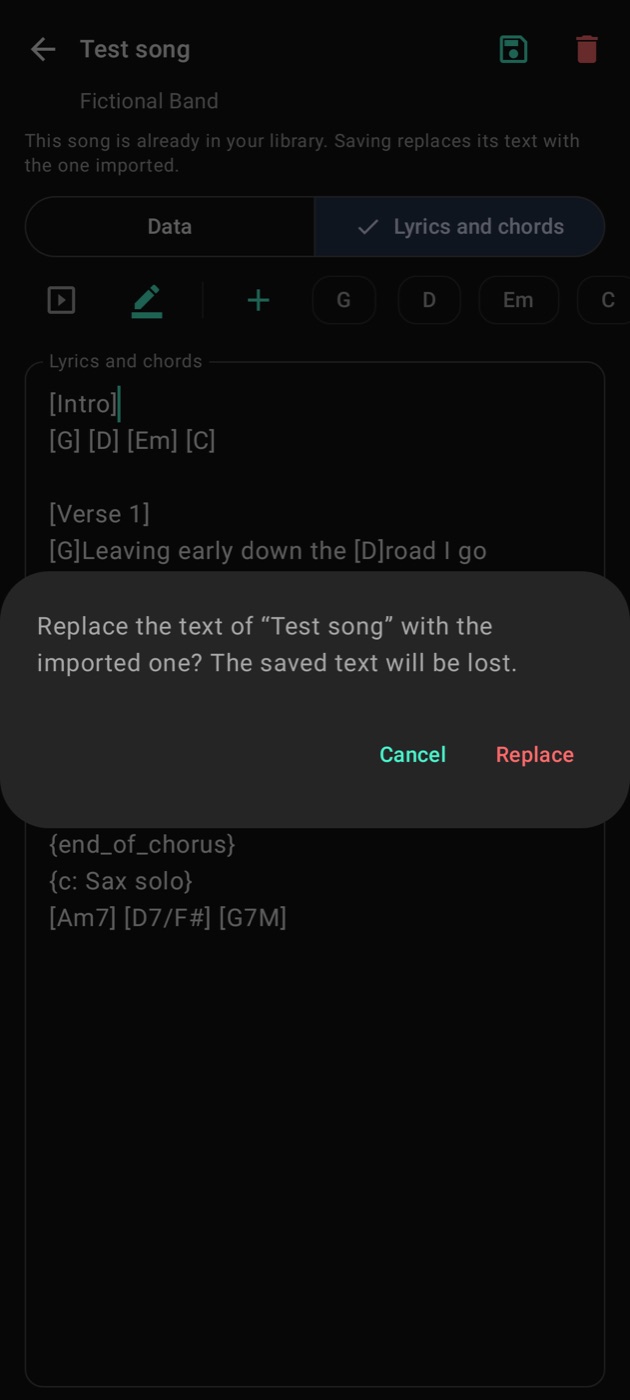 Test song
Fictional Band
This song is already in your library. Saving replaces its text with
the one imported.
Data
Lyrics and chords
G
D
Em
C
Lyrics and chords
[Intro]
[G] [D] [Em] [C]
[Verse 1]
[G]Leaving early down the [D]road I go
Replace the text of “Test song” with the
imported one? The saved text will be lost.
Cancel
Replace
{end_of_chorus}
{c: Sax solo}
[Am7] [D7/F#] [G7M]